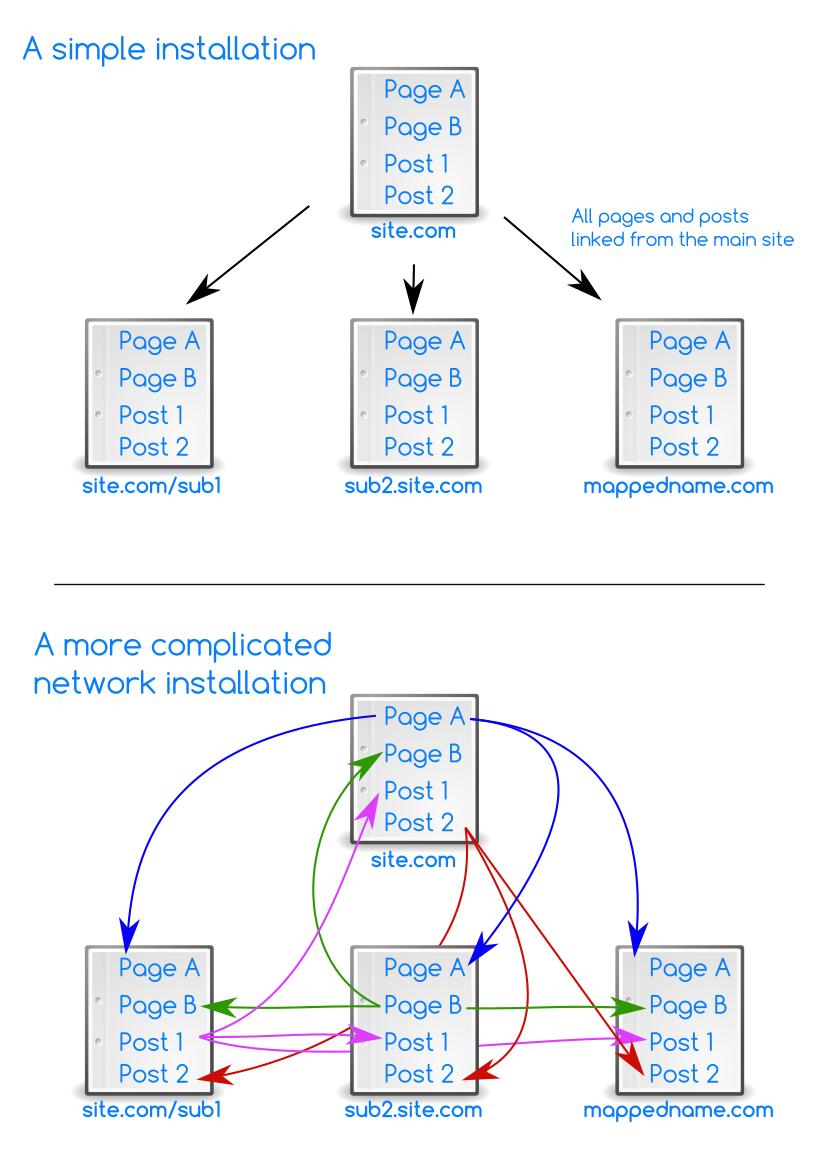 A simple installation
Page A
Page B
Post 1
Post 2
site.com
All pages and posts
linked from the main site
Page A
Page B
Post 1
Post 2
site.com/sub1
Page A
Page B
Post 1
Post 2
sub2.site.com
Page A
Page B
Post 1
Post 2
mappedname.com
A more complicated
network installation
Page A
Page B
Post 1
Post 2
site.com
Page A
Page B
Post 1
Post 2
site.com/sub1
Page A
Page B
Post 1
Post 2
sub2.site.com
Page A
Page B
Post 1
Post 2
mappedname.com